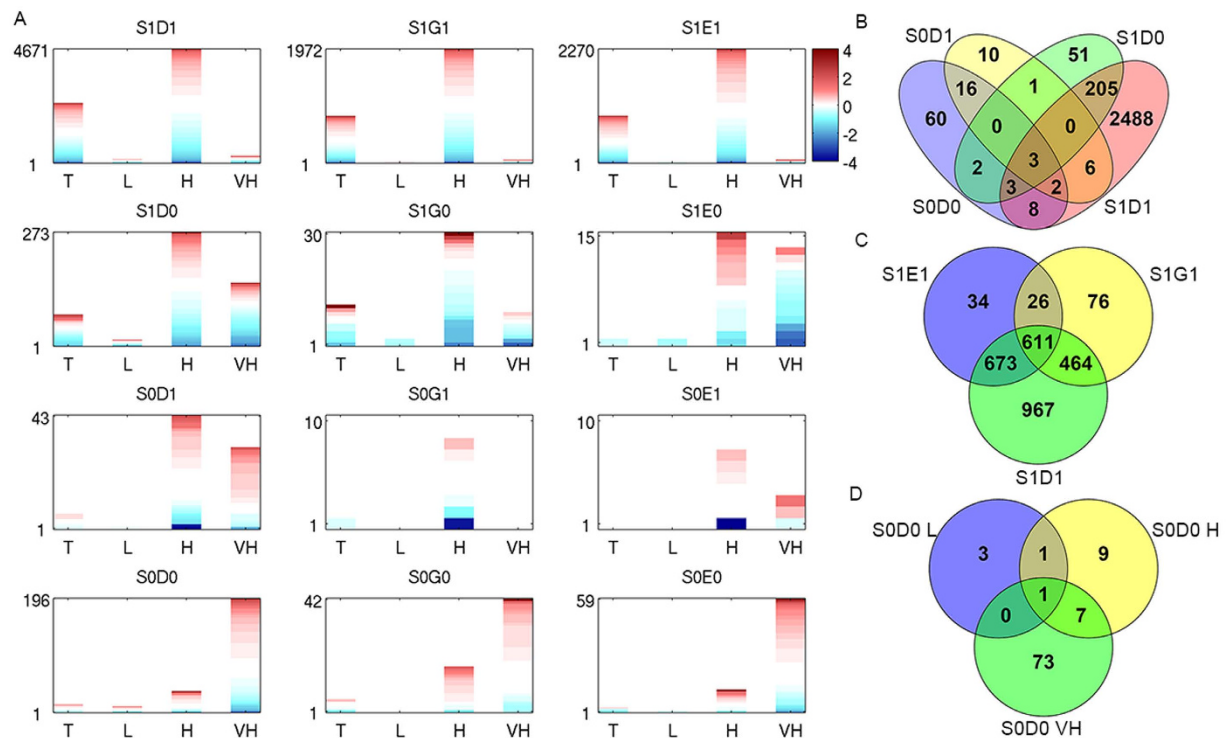 A
S1D1
4671
1
T L H VH
S1G1
1972
1
T L H VH
S1E1
2270
1
T L H VH
4
2
0
-2
-4
S1D0
273
1
T L H VH
S1G0
30
1
T L H VH
S1E0
15
1
T L H VH
S0D1
43
1
T L H VH
S0G1
10
1
T L H VH
S0E1
10
1
T L H VH
S0D0
196
1
T L H VH
S0G0
42
1
T L H VH
S0E0
59
1
T L H VH
B
S0D1
S1D0
10 51
16 1 205
60 0 0 2488
2 3 6
3 2
8
S0D0
S1D1
C
S1E1
S1G1
34 26 76
611
673 464
967
S1D1
D
S0D0 L
S0D0 H
3 1 9
1
0 7
73
S0D0 VH